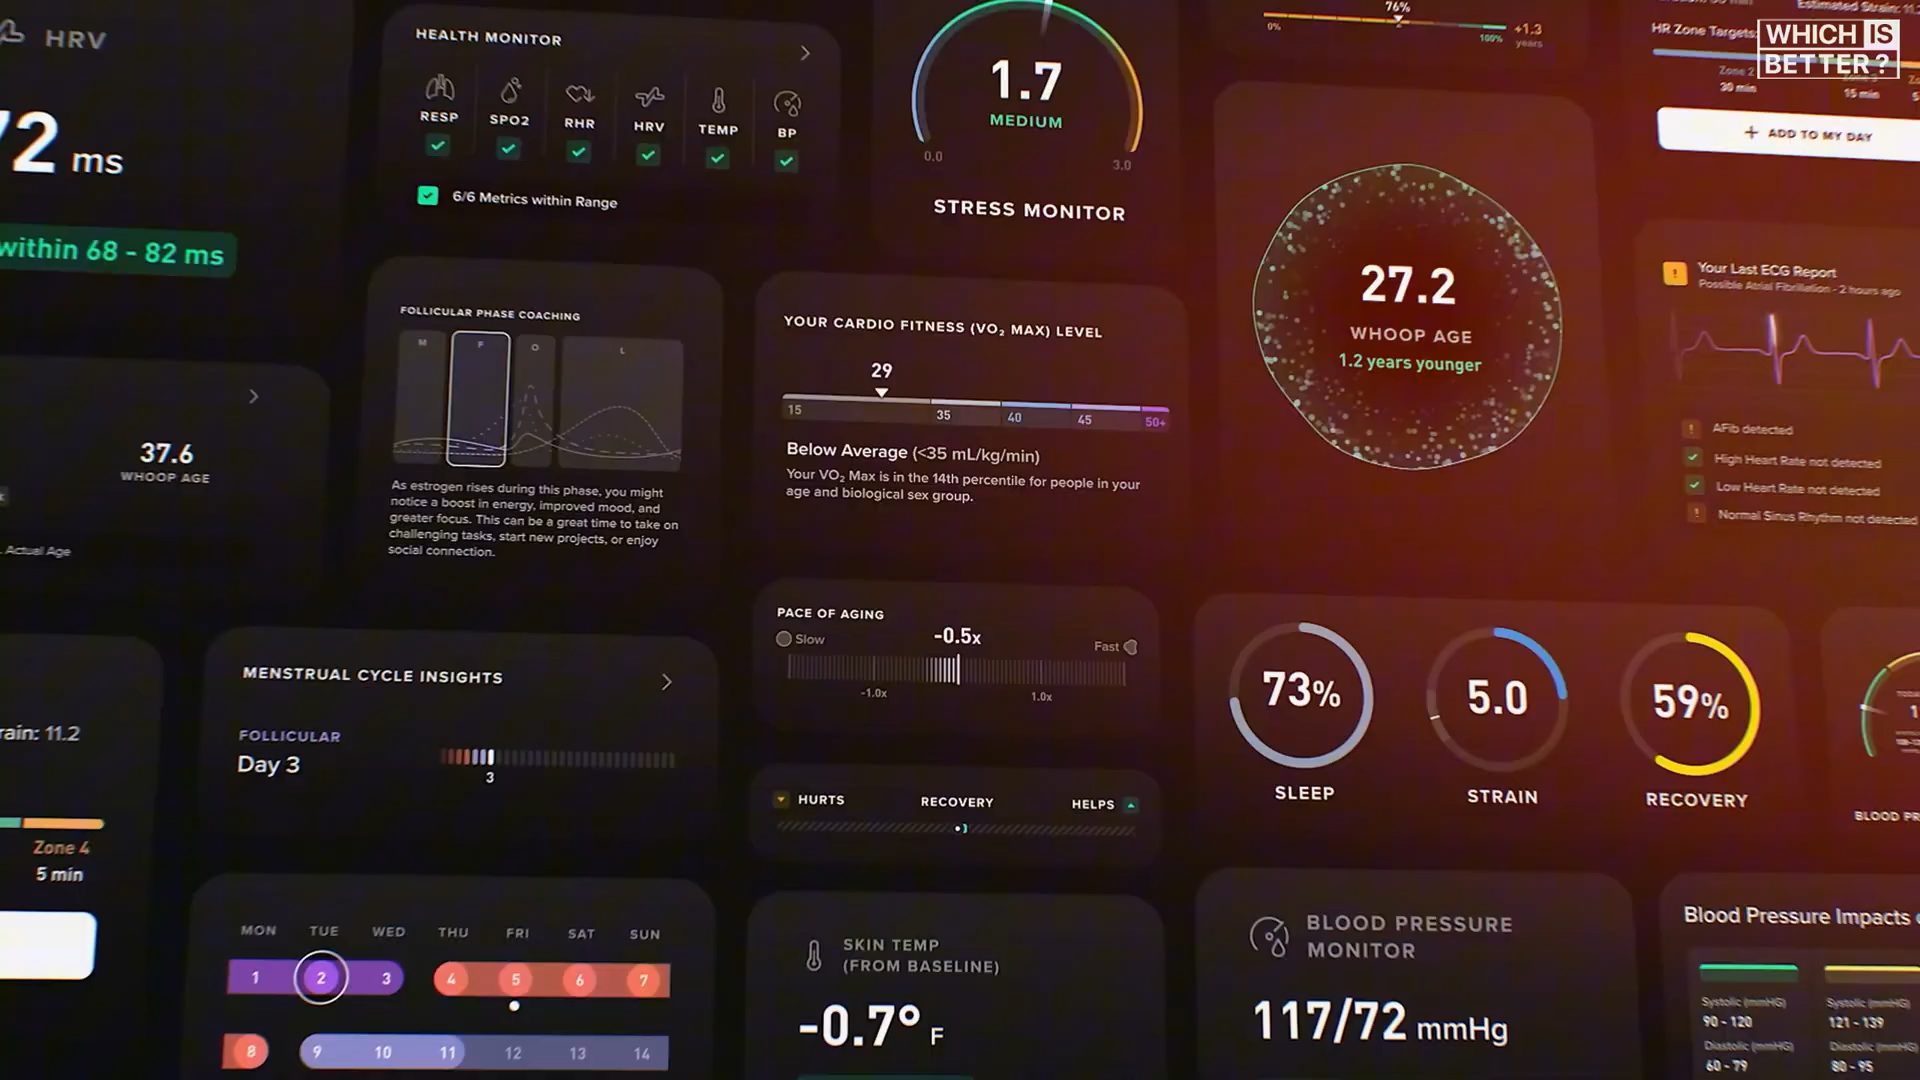 HRV
72 ms
within 68 - 82 ms
HEALTH MONITOR
RESP
SPO2
RHR
HRV
TEMP
BP
6/6 Metrics within Range
1.7
MEDIUM
0.0
3.0
STRESS MONITOR
76%
0%
100%
+1.3
years
Estimated Strain: 11.2
HR Zone Targets:
Zone 2
30 min
15 min
+ ADD TO MY DAY
WHICH IS
BETTER?
27.2
WHOOP AGE
1.2 years younger
Your Last ECG Report
Possible Atrial Fibrillation - 2 hours ago
AFib detected
High Heart Rate not detected
Low Heart Rate not detected
Normal Sinus Rhythm not detected
FOLLICULAR PHASE COACHING
M
F
O
L
As estrogen rises during this phase, you might
notice a boost in energy, improved mood, and
greater focus. This can be a great time to take on
challenging tasks, start new projects, or enjoy
social connection.
YOUR CARDIO FITNESS (VO₂ MAX) LEVEL
29
15
35
40
45
50+
Below Average (<35 mL/kg/min)
Your VO₂ Max is in the 14th percentile for people in your
age and biological sex group.
37.6
WHOOP AGE
Actual Age
PACE OF AGING
Slow
-0.5x
Fast
-1.0x
1.0x
HURTS
RECOVERY
HELPS
73%
SLEEP
5.0
STRAIN
59%
RECOVERY
MENSTRUAL CYCLE INSIGHTS
FOLLICULAR
Day 3
3
rain: 11.2
Zone 4
5 min
MON TUE WED THU FRI SAT SUN
1 2 3 4 5 6 7
8 9 10 11 12 13 14
SKIN TEMP
(FROM BASELINE)
-0.7° F
BLOOD PRESSURE
MONITOR
117/72 mmHg
BLOOD PR
Blood Pressure Impacts
Systolic (mmHG)
90 - 120
Diastolic (mmHG)
60 - 79
Systolic (mmHG)
121 - 139
Diastolic (mmHG)
80 - 95